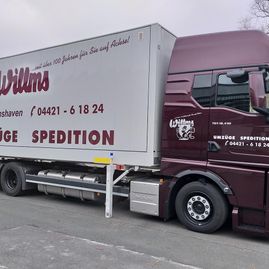 seit über 100 Jahren für Sie auf Achse!
Willms
mshaven 04421 - 6 18 24
ZÜGE SPEDITION
Willms
UMZÜGE SPEDITION
04421 - 6 18 24